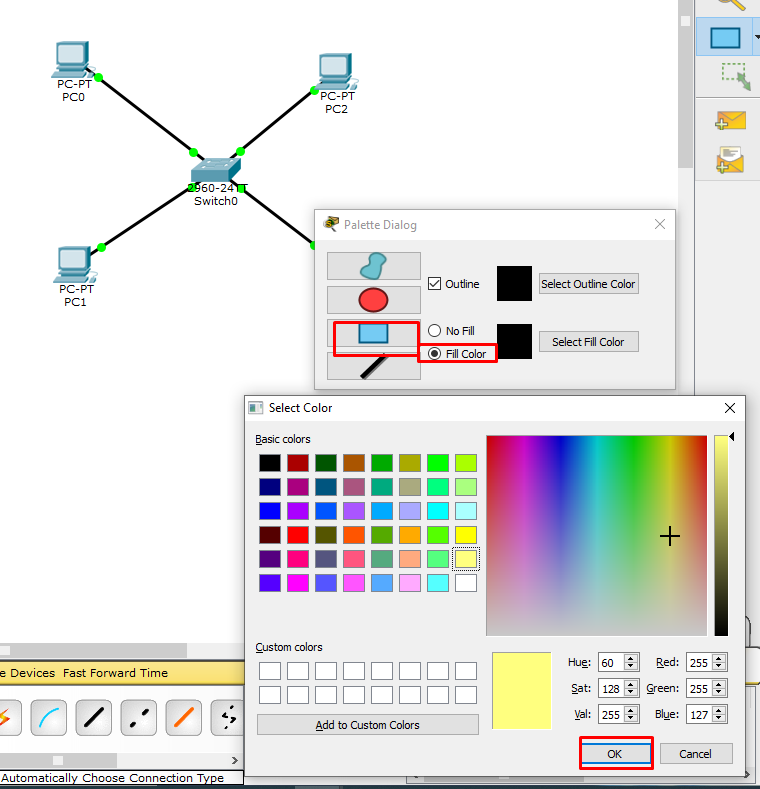 PC-PT
PC0
PC-PT
PC2
2960-24TT
Switch0
PC-PT
PC1
Palette Dialog
Outline
Select Outline Color
No Fill
Fill Color
Select Fill Color
Select Color
Basic colors
Custom colors
Hue: 60 Red: 255
Sat: 128 Green: 255
Val: 255 Blue: 127
Add to Custom Colors
OK Cancel
e Devices Fast Forward Time
Automatically Choose Connection Type